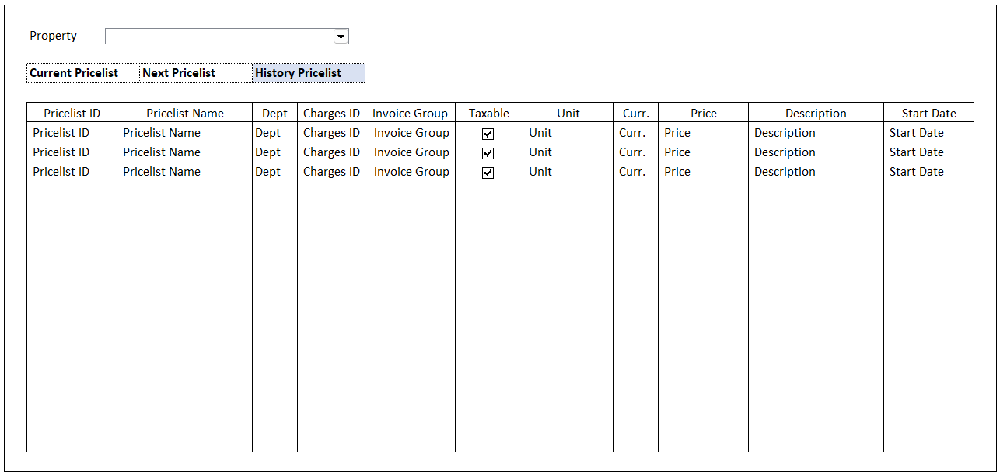 Property
Current Pricelist Next Pricelist History Pricelist
Pricelist ID Pricelist Name Dept Charges ID Invoice Group Taxable Unit Curr. Price Description Start Date
Pricelist ID Pricelist Name Dept Charges ID Invoice Group Unit Curr. Price Description Start Date
Pricelist ID Pricelist Name Dept Charges ID Invoice Group Unit Curr. Price Description Start Date
Pricelist ID Pricelist Name Dept Charges ID Invoice Group Unit Curr. Price Description Start Date